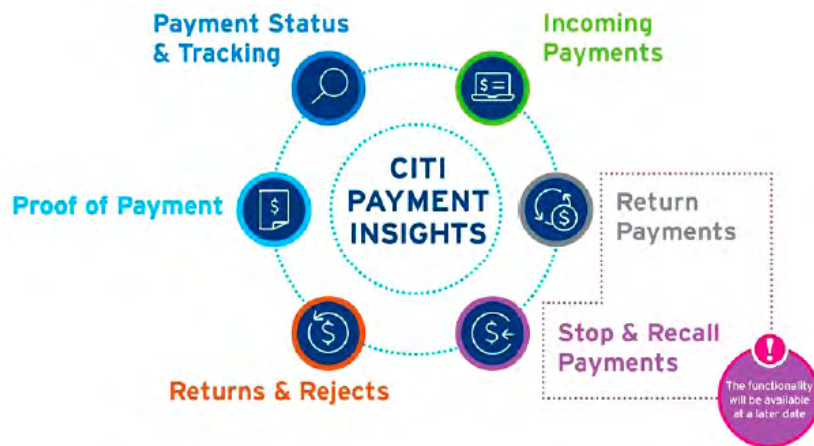 Payment Status
& Tracking
Incoming
Payments
CITI
PAYMENT
INSIGHTS
Proof of Payment
Return
Payments
Returns & Rejects
Stop & Recall
Payments
!
The functionality
will be available
at a later date
$
$
$
$
$